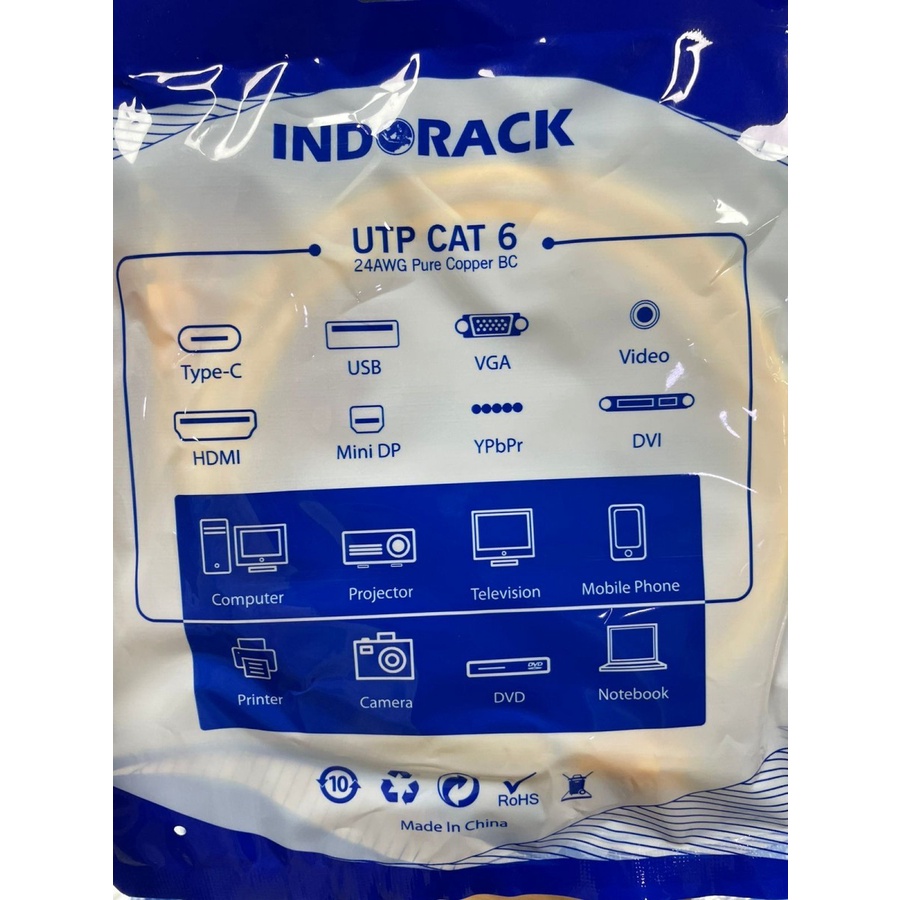 INDORACK
UTP CAT 6
24AWG Pure Copper BC
Type-C USB VGA Video
HDMI Mini DP YPbPr DVI
Computer Projector Television Mobile Phone
Printer Camera DVD Notebook
DVD
10 RoHS
Made In China